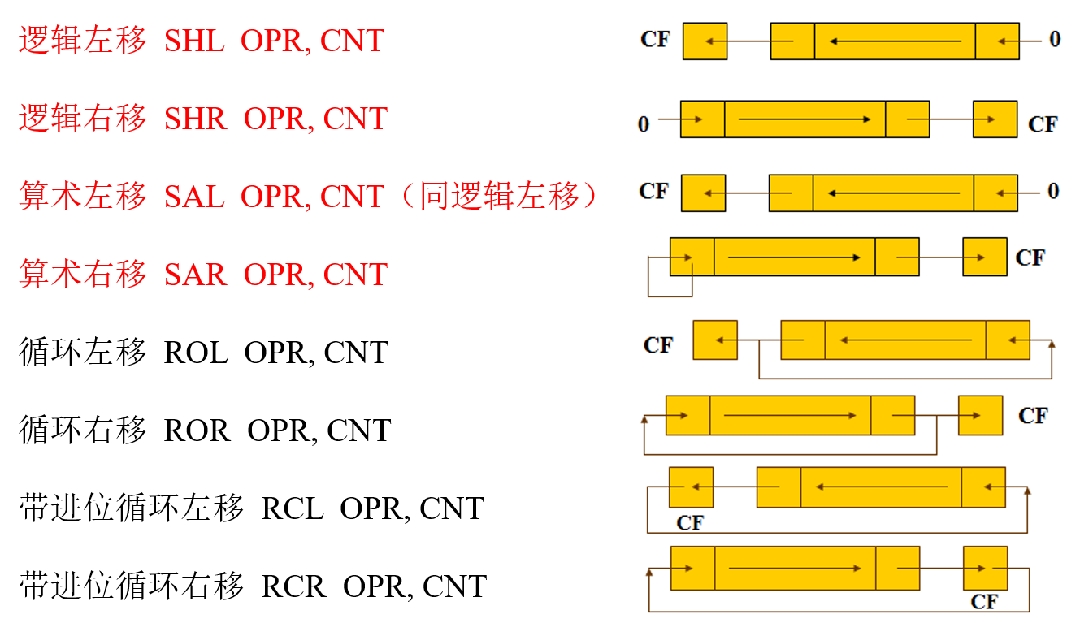 逻辑左移 SHL OPR, CNT
CF 0
逻辑右移 SHR OPR, CNT
0 CF
算术左移 SAL OPR, CNT（同逻辑左移）
CF 0
算术右移 SAR OPR, CNT
CF
循环左移 ROL OPR, CNT
CF
循环右移 ROR OPR, CNT
CF
带进位循环左移 RCL OPR, CNT
CF
带进位循环右移 RCR OPR, CNT
CF